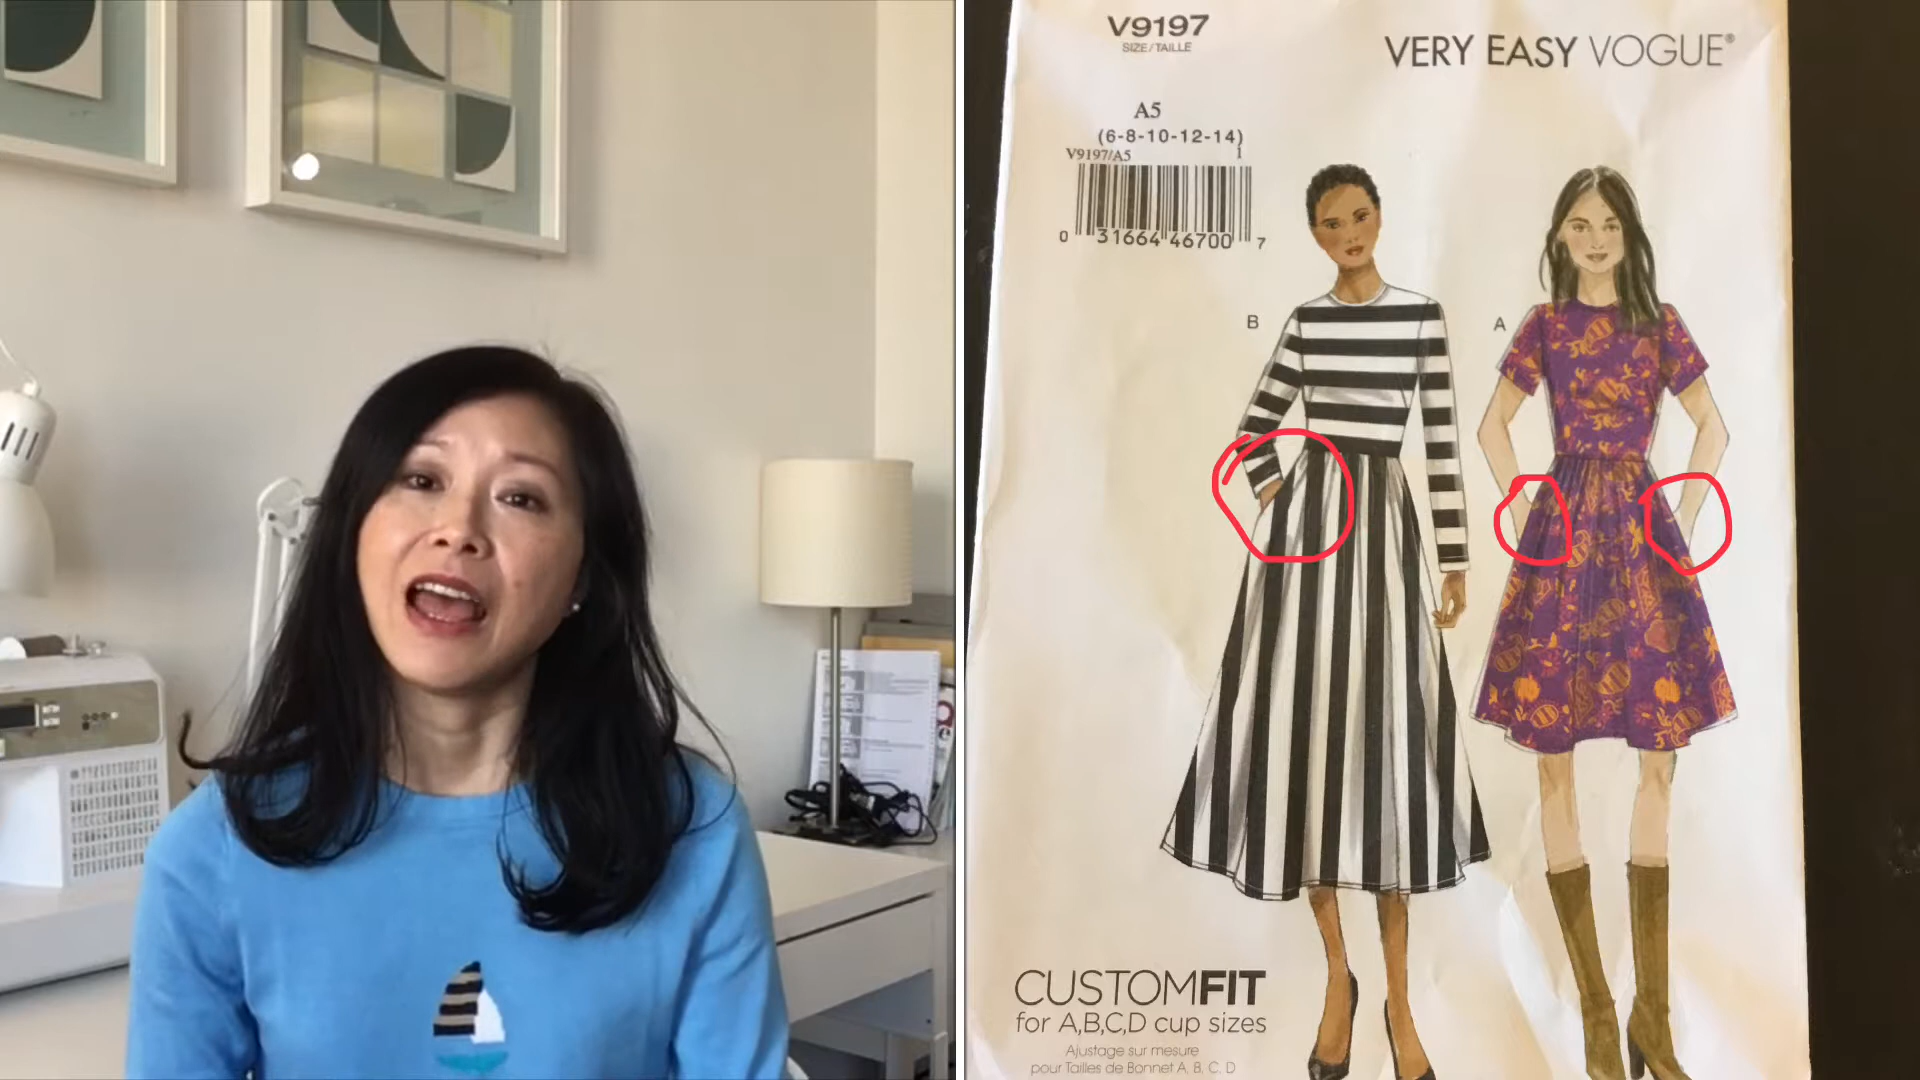 V9197
SIZE/TAILLE
VERY EASY VOGUE®
A5
(6-8-10-12-14)
V9197/A5 1
0 31664 46700 7
B
A
CUSTOMFIT
for A,B,C,D cup sizes
Ajustage sur mesure
pour Tailles de Bonnet A, B, C, D